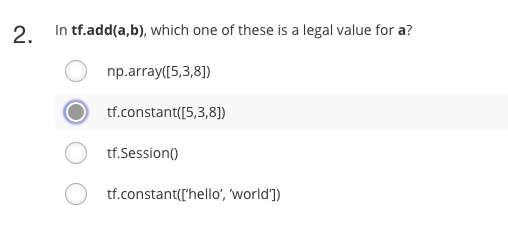 2. In tf.add(a,b), which one of these is a legal value for a?
np.array([5,3,8])
tf.constant([5,3,8])
tf.Session()
tf.constant(['hello', 'world'])